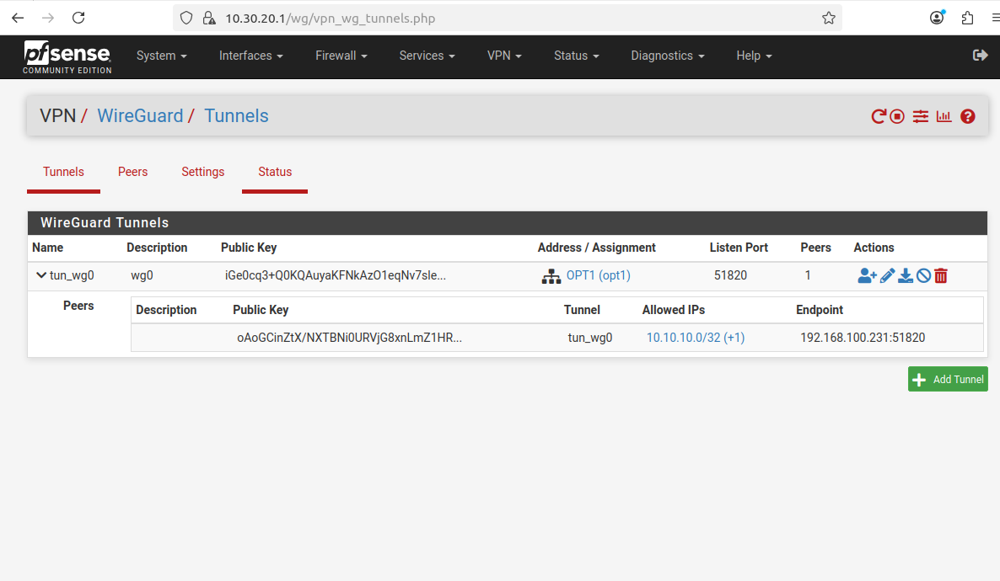 10.30.20.1/wg/vpn_wg_tunnels.php
pfsense
COMMUNITY EDITION
System Interfaces Firewall Services VPN Status Diagnostics Help
VPN / WireGuard / Tunnels
Tunnels Peers Settings Status
WireGuard Tunnels
Name Description Public Key Address / Assignment Listen Port Peers Actions
tun_wg0 wg0 iGe0cq3+Q0KQAuyaKFNkAzO1eqNv7sle... OPT1 (opt1) 51820 1
Peers
Description Public Key Tunnel Allowed IPs Endpoint
oAoGCinZtX/NXTBNi0URVjG8xnLmZ1HR... tun_wg0 10.10.10.0/32 (+1) 192.168.100.231:51820
Add Tunnel